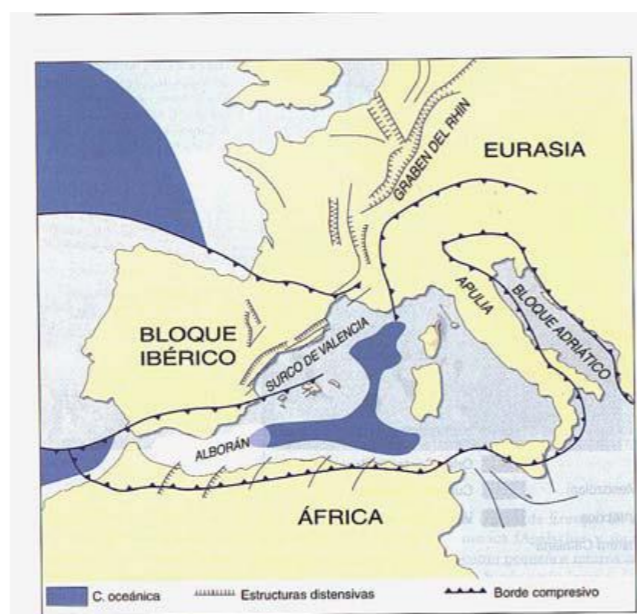 EURASIA
GRABEN DEL RHIN
APULIA
BLOQUE ADRIÁTICO
BLOQUE
IBÉRICO
SURCO DE VALENCIA
ALBORÁN
ÁFRICA
C. oceánica
Estructuras distensivas
Borde compresivo